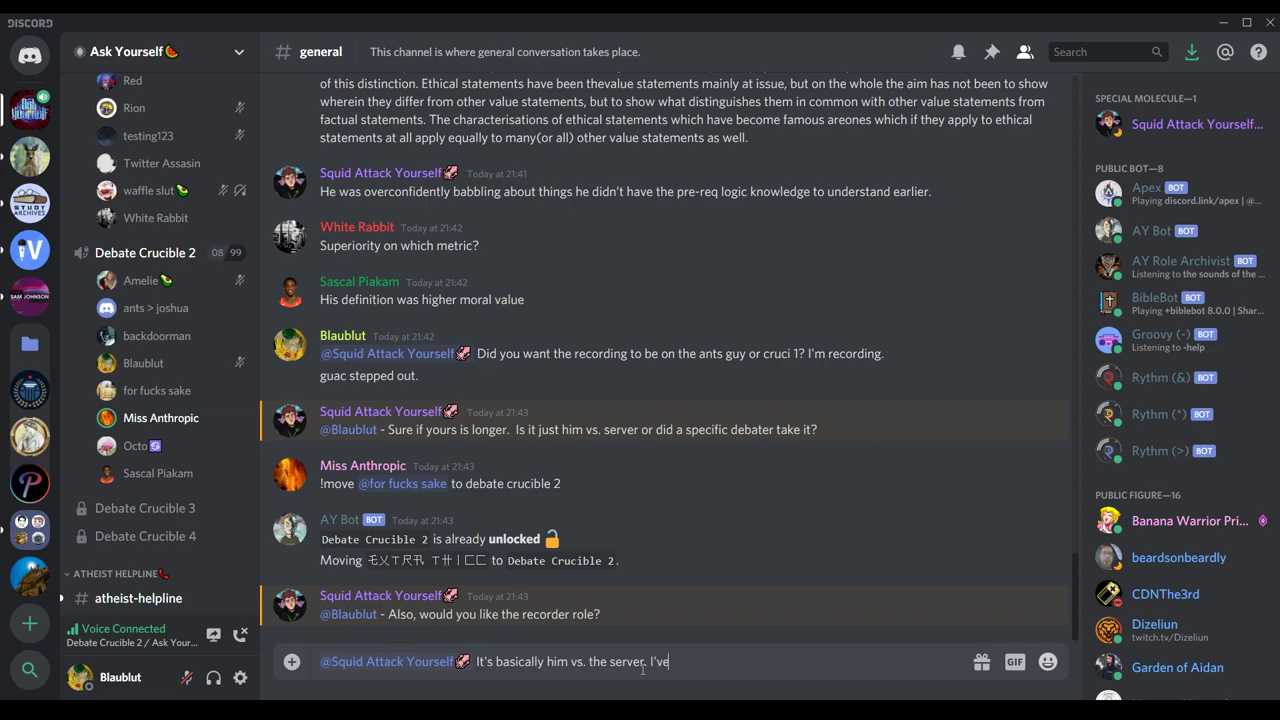 DISCORD
Ask Yourself🍉
# general
This channel is where general conversation takes place.
Search
Red
Rion
testing123
Twitter Assasin
waffle slut🥑
White Rabbit
Debate Crucible 2
08 99
Amelie🥑
ants > joshua
backdoorman
Blaublut
for fucks sake
Miss Anthropic
Octo
Sascal Piakam
Debate Crucible 3
Debate Crucible 4
ATHEIST HELPLINE📞
# atheist-helpline
Voice Connected
Debate Crucible 2 / Ask Your...
Blaublut
SAM JOHNSON
STUDY
ARCHIVES
of this distinction. Ethical statements have been thevalue statements mainly at issue, but on the whole the aim has not been to show
wherein they differ from other value statements, but to show what distinguishes them in common with other value statements from
factual statements. The characterisations of ethical statements which have become famous areones which if they apply to ethical
statements at all apply equally to many(or all) other value statements as well.
Squid Attack Yourself🦑 Today at 21:41
He was overconfidently babbling about things he didn't have the pre-req logic knowledge to understand earlier.
White Rabbit Today at 21:42
Superiority on which metric?
Sascal Piakam Today at 21:42
His definition was higher moral value
Blaublut Today at 21:42
@Squid Attack Yourself🦑 Did you want the recording to be on the ants guy or cruci 1? I'm recording.
guac stepped out.
Squid Attack Yourself🦑 Today at 21:43
@Blaublut - Sure if yours is longer. Is it just him vs. server or did a specific debater take it?
Miss Anthropic Today at 21:43
!move @for fucks sake to debate crucible 2
AY Bot BOT Today at 21:43
Debate Crucible 2 is already unlocked 🔓
to Debate Crucible 2.
Moving
Squid Attack Yourself🦑 Today at 21:43
@Blaublut - Also, would you like the recorder role?
@Squid Attack Yourself🦑 It's basically him vs. the server. I've
GIF
SPECIAL MOLECULE—1
Squid Attack Yourself...
PUBLIC BOT—8
Apex BOT
Playing discord.link/apex | @...
AY Bot BOT
AY Role Archivist BOT
Listening to the sounds of the ...
BibleBot BOT
Playing +biblebot 8.0.0 | Shar...
Groovy (-) BOT
Listening to -help
Rythm (&) BOT
Rythm (*) BOT
Rythm (>) BOT
PUBLIC FIGURE—16
Banana Warrior Pri...
beardsonbeardly
CDNThe3rd
Dizeliun
twitch.tv/Dizeliun
Garden of Aidan